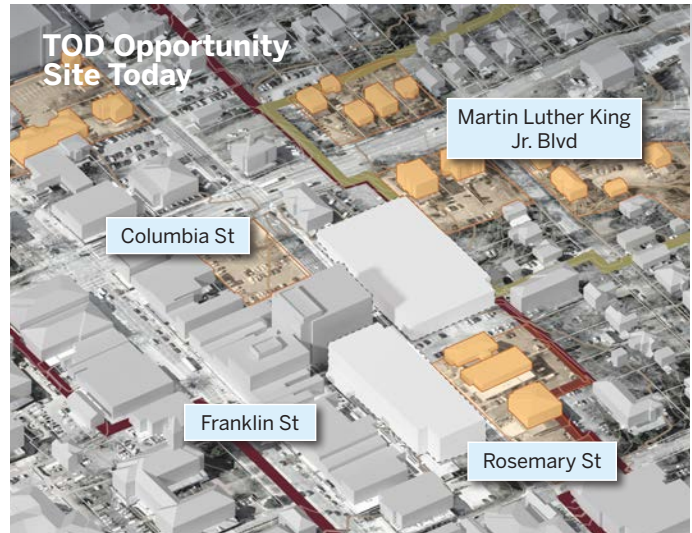 TOD Opportunity
Site Today
Martin Luther King
Jr. Blvd
Columbia St
Franklin St
Rosemary St